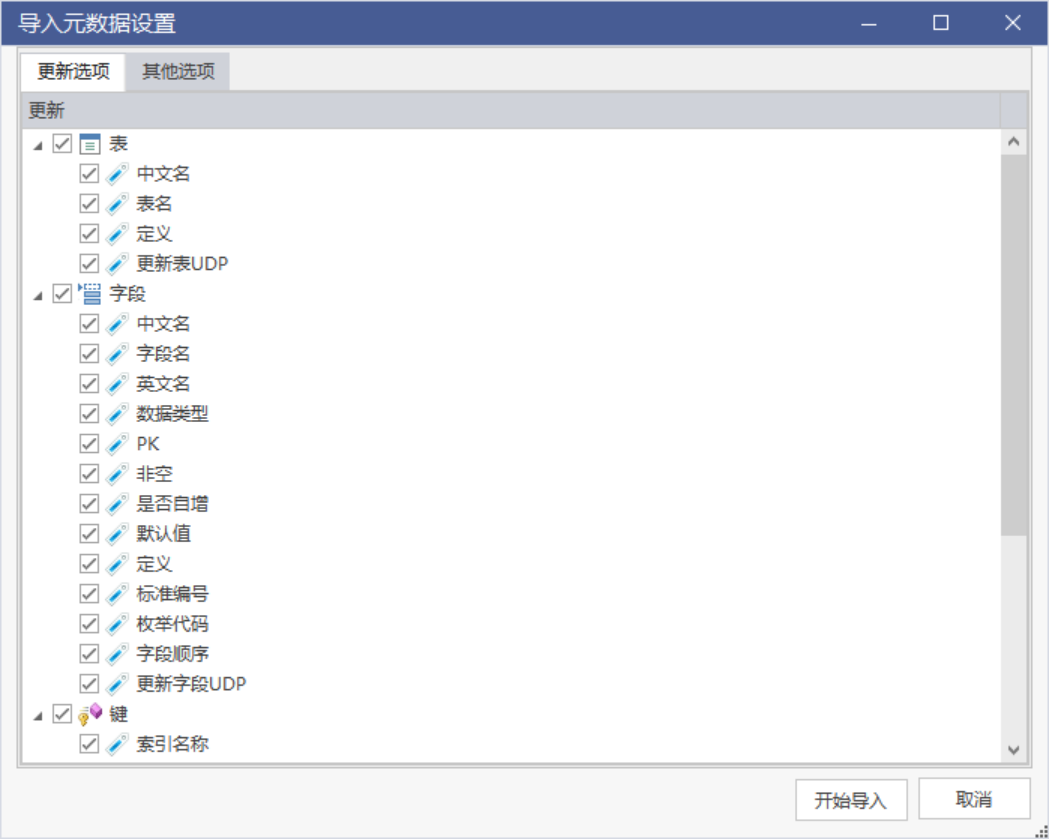 导入元数据设置
更新选项 其他选项
更新
表
中文名
表名
定义
更新表UDP
字段
中文名
字段名
英文名
数据类型
PK
非空
是否自增
默认值
定义
标准编号
枚举代码
字段顺序
更新字段UDP
键
索引名称
开始导入 取消